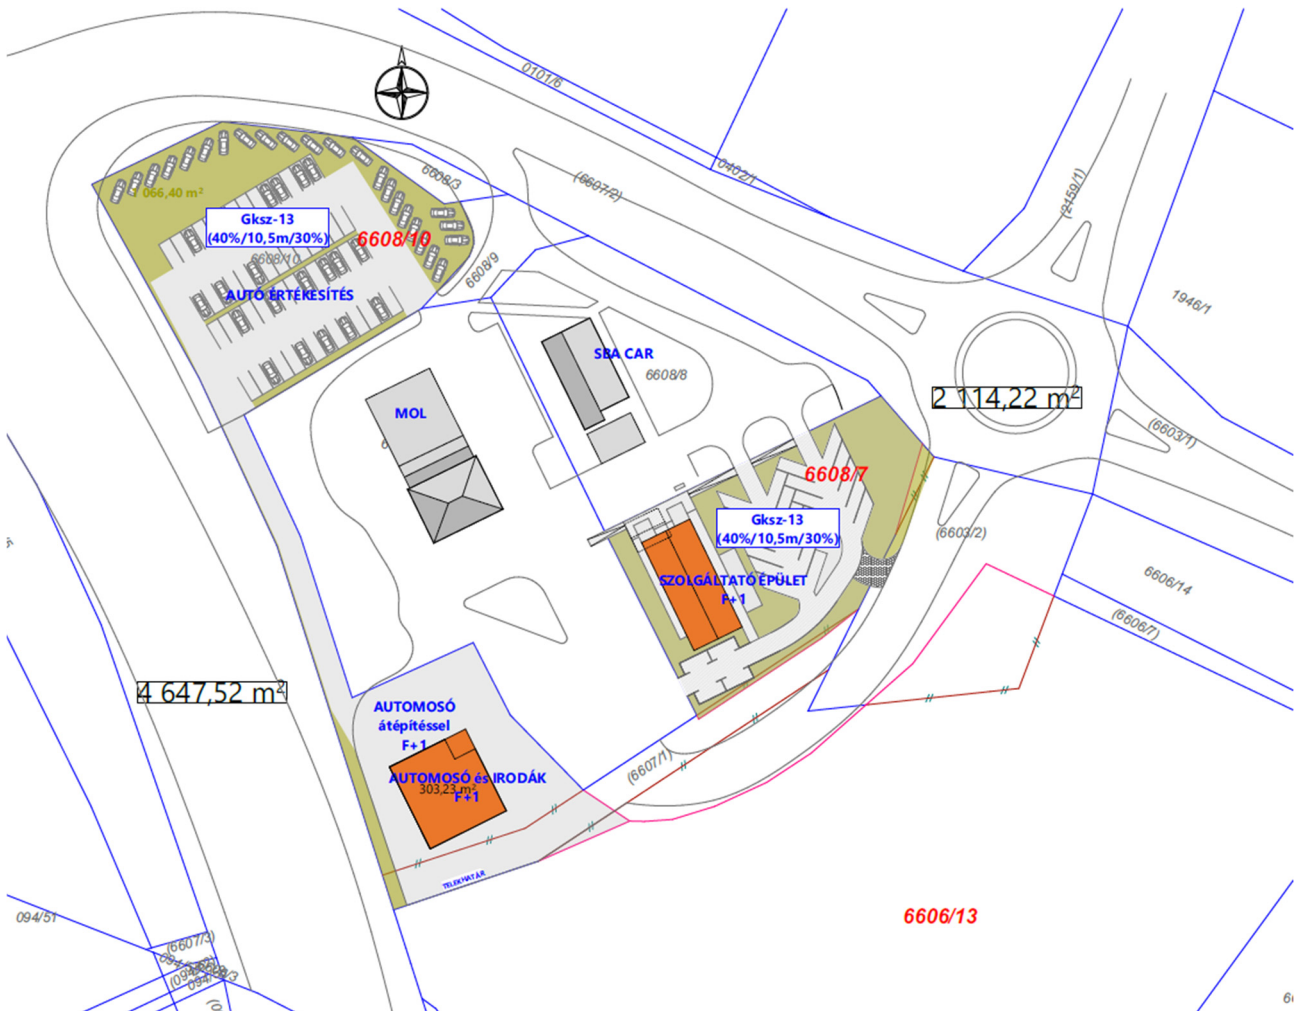 0101/6
0402/1
(6607/2)
(2159/1)
6608/3
066,40 m²
Gksz-13
(40%/10,5m/30%)
6608/10
6608/10
6608/9
AUTÓ ÉRTÉKESÍTÉS
1946/1
SBA CAR
6608/8
MOL
2 114,22 m²
(6603/1)
6608/7
Gksz-13
(40%/10,5m/30%)
(6603/2)
SZOLGÁLTATÓ ÉPÜLET
F+1
6606/14
(6606/7)
4 647,52 m²
AUTOMOSÓ
átépítéssel
F+1
(6607/1)
AUTOMOSÓ és IRODÁK
303,23 m²
F+1
TELEKHATÁR
094/51
6606/13
(6607/3)